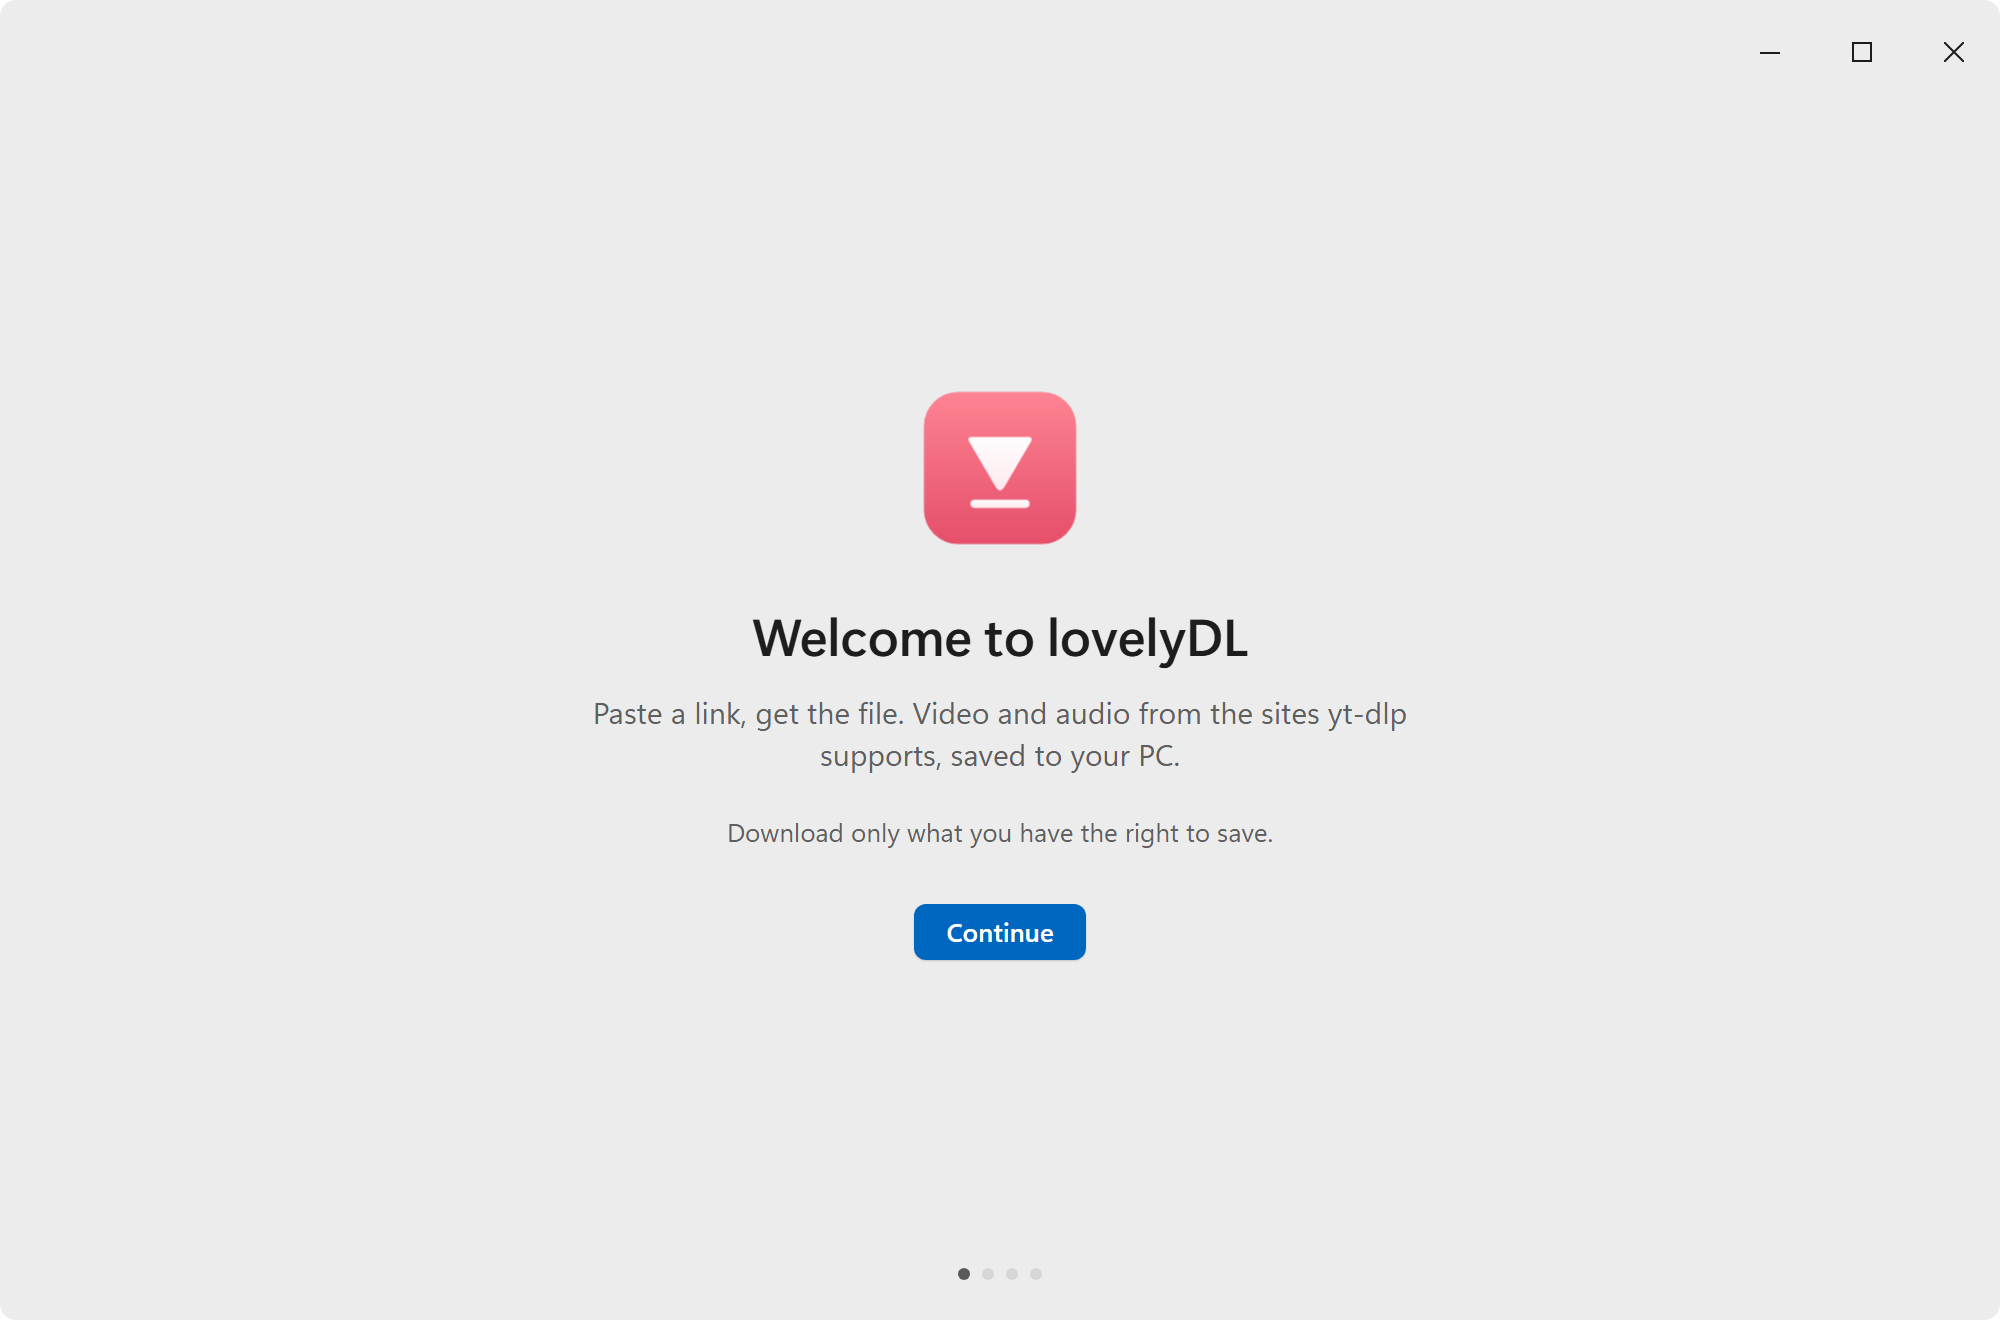 Welcome to lovelyDL
Paste a link, get the file. Video and audio from the sites yt-dlp
supports, saved to your PC.
Download only what you have the right to save.
Continue